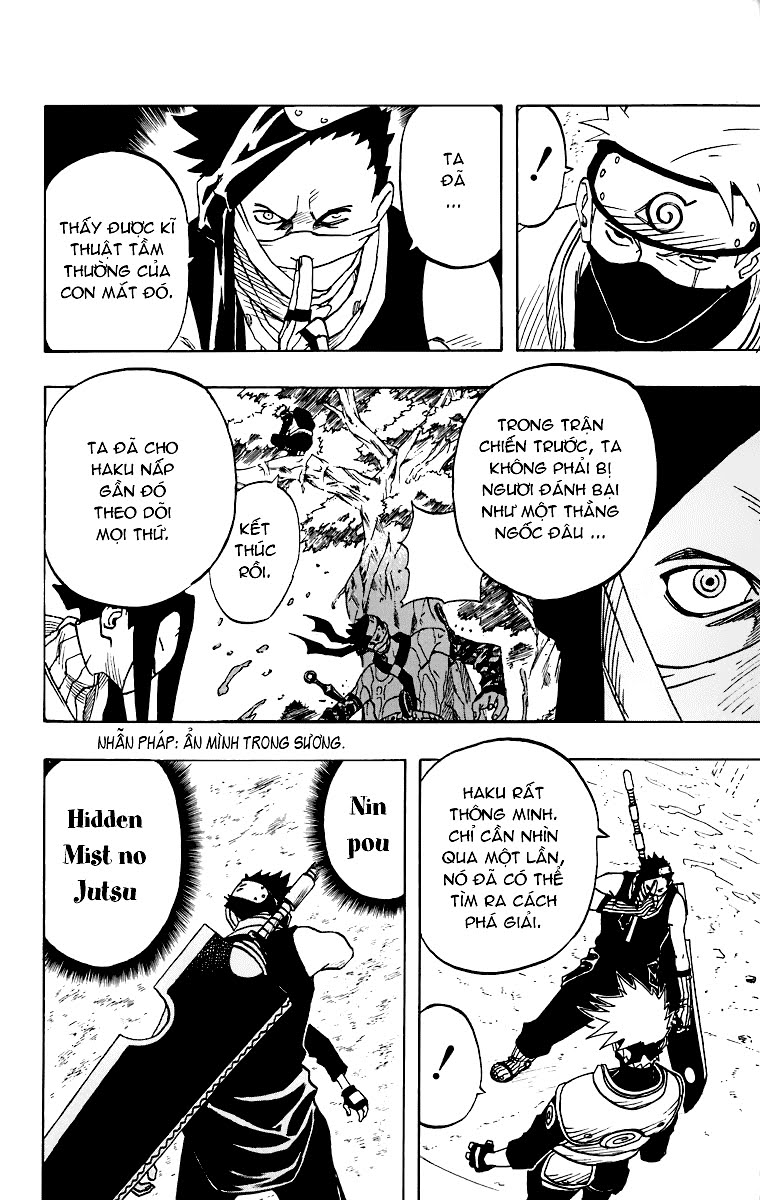 !
TA
ĐÃ
...
THẤY ĐƯỢC KĨ
THUẬT TẦM
THƯỜNG CỦA
CON MẮT ĐÓ.
TRONG TRẬN
CHIẾN TRƯỚC, TA
KHÔNG PHẢI BỊ
NGƯƠI ĐÁNH BẠI
NHƯ MỘT THẰNG
NGỐC ĐÂU ...
KẾT
THÚC
RỒI.
TA ĐÃ CHO
HAKU NẤP
GẦN ĐÓ
THEO DÕI
MỌI THỨ.
HAKU RẤT
THÔNG MINH.
CHỈ CẦN NHÌN
QUA MỘT LẦN,
NÓ ĐÃ CÓ THỂ
TÌM RA CÁCH
PHÁ GIẢI.
!
NHẪN PHÁP: ẨN MÌNH TRONG SƯƠNG.
Nin
pou
Hidden
Mist no
Jutsu